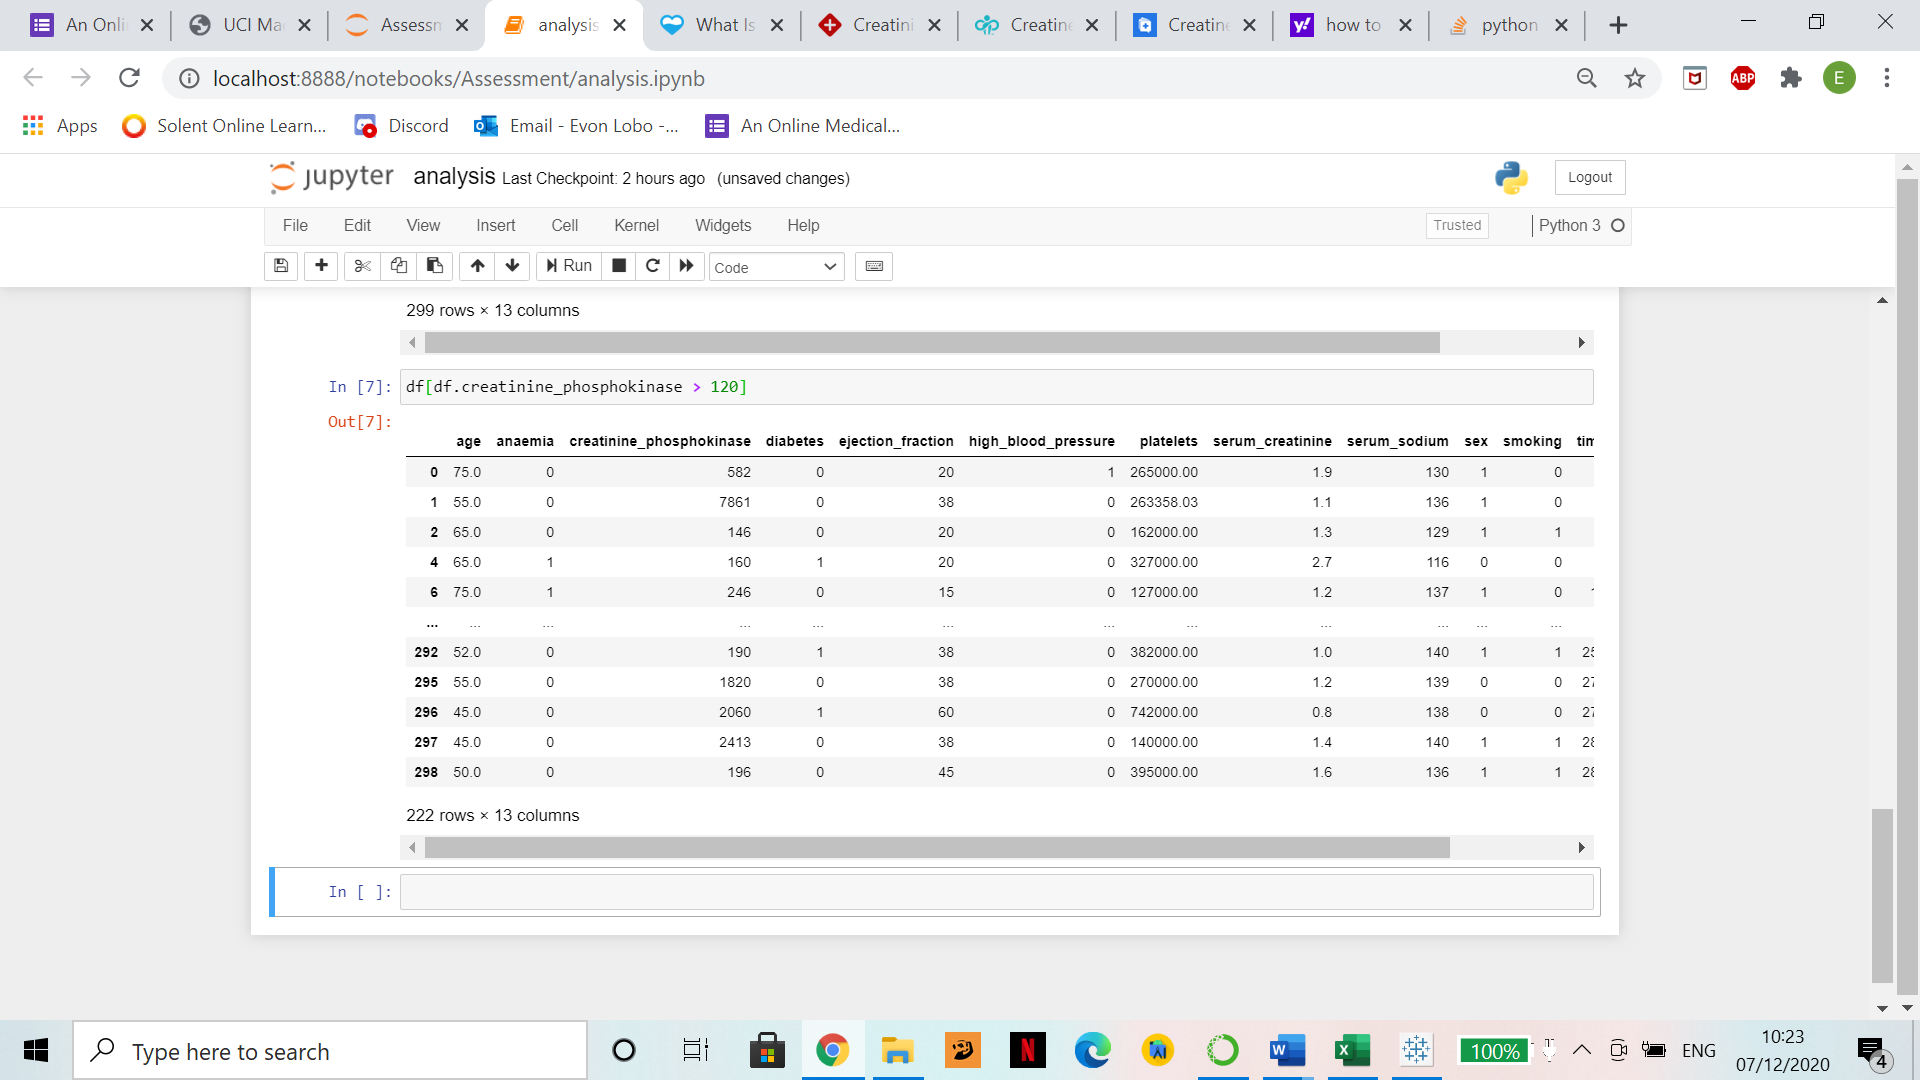 An Onli
UCI Ma
Assessm
analysis
What Is
Creatini
Creatine
Creatine
how to
python
localhost:8888/notebooks/Assessment/analysis.ipynb
ABP
E
Apps
Solent Online Learn...
Discord
Email - Evon Lobo -...
An Online Medical...
jupyter analysis Last Checkpoint: 2 hours ago (unsaved changes)
Logout
File Edit View Insert Cell Kernel Widgets Help
Trusted
Python 3
Run
Code
299 rows × 13 columns
In [7]: df[df.creatinine_phosphokinase > 120]
Out[7]:
age anaemia creatinine_phosphokinase diabetes ejection_fraction high_blood_pressure platelets serum_creatinine serum_sodium sex smoking tim
0 75.0 0 582 0 20 1 265000.00 1.9 130 1 0
1 55.0 0 7861 0 38 0 263358.03 1.1 136 1 0
2 65.0 0 146 0 20 0 162000.00 1.3 129 1 1
4 65.0 1 160 1 20 0 327000.00 2.7 116 0 0
6 75.0 1 246 0 15 0 127000.00 1.2 137 1 0 1
... ... ... ... ... ... ... ... ... ... ... ...
292 52.0 0 190 1 38 0 382000.00 1.0 140 1 1 25
295 55.0 0 1820 0 38 0 270000.00 1.2 139 0 0 27
296 45.0 0 2060 1 60 0 742000.00 0.8 138 0 0 27
297 45.0 0 2413 0 38 0 140000.00 1.4 140 1 1 28
298 50.0 0 196 0 45 0 395000.00 1.6 136 1 1 28
222 rows × 13 columns
In [ ]:
Type here to search
100%
ENG
10:23
07/12/2020
4